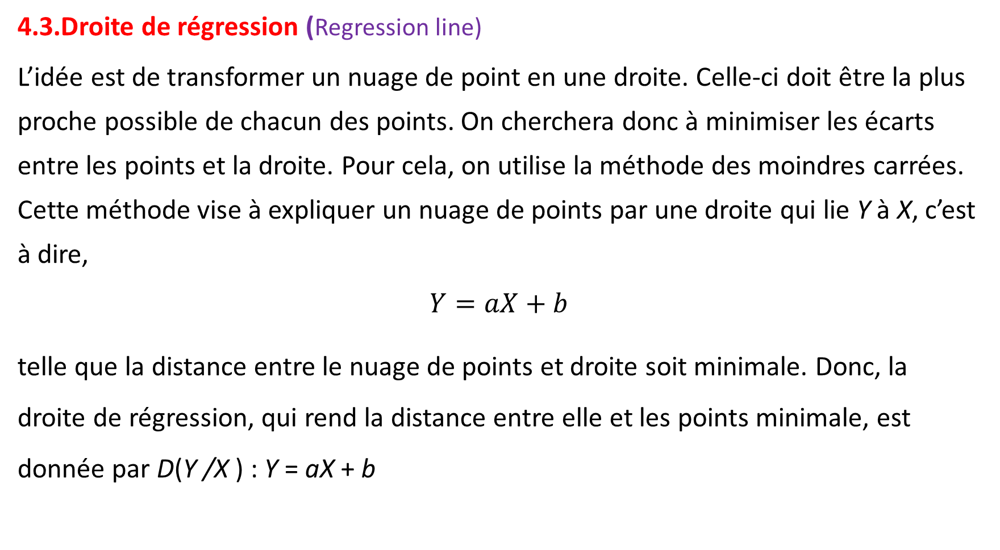 4.3.Droite de régression (Regression line)
L’idée est de transformer un nuage de point en une droite. Celle-ci doit être la plus
proche possible de chacun des points. On cherchera donc à minimiser les écarts
entre les points et la droite. Pour cela, on utilise la méthode des moindres carrées.
Cette méthode vise à expliquer un nuage de points par une droite qui lie Y à X, c’est
à dire,
Y = aX + b
telle que la distance entre le nuage de points et droite soit minimale. Donc, la
droite de régression, qui rend la distance entre elle et les points minimale, est
donnée par D(Y /X ) : Y = aX + b